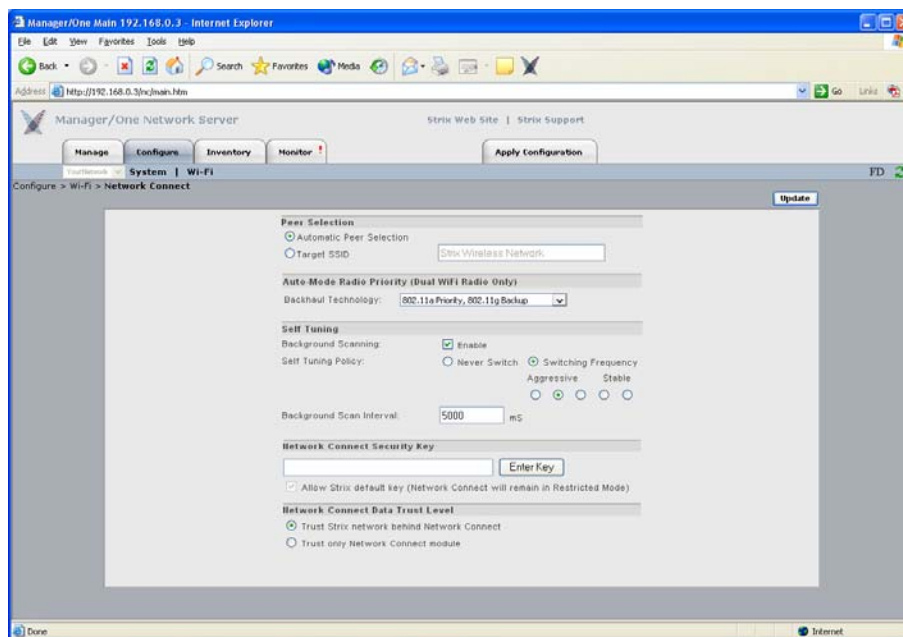 Manager/One Main 192.168.0.3 - Internet Explorer
File Edit View Favorites Tools Help
Back Search Favorites Media
Address http://192.168.0.3/nc/main.htm Go Links
Manager/One Network Server Strix Web Site | Strix Support
Manage Configure Inventory Monitor ! Apply Configuration
YourNetwork System | Wi-Fi FD
Configure > Wi-Fi > Network Connect
Update
Peer Selection
Automatic Peer Selection
Target SSID Strix Wireless Network
Auto-Mode Radio Priority (Dual WiFi Radio Only)
Backhaul Technology: 802.11a Priority, 802.11g Backup
Self Tuning
Background Scanning: Enable
Self Tuning Policy: Never Switch Switching Frequency
Aggressive Stable
Background Scan Interval: 5000 mS
Network Connect Security Key
Enter Key
Allow Strix default key (Network Connect will remain in Restricted Mode)
Network Connect Data Trust Level
Trust Strix network behind Network Connect
Trust only Network Connect module
Done Internet